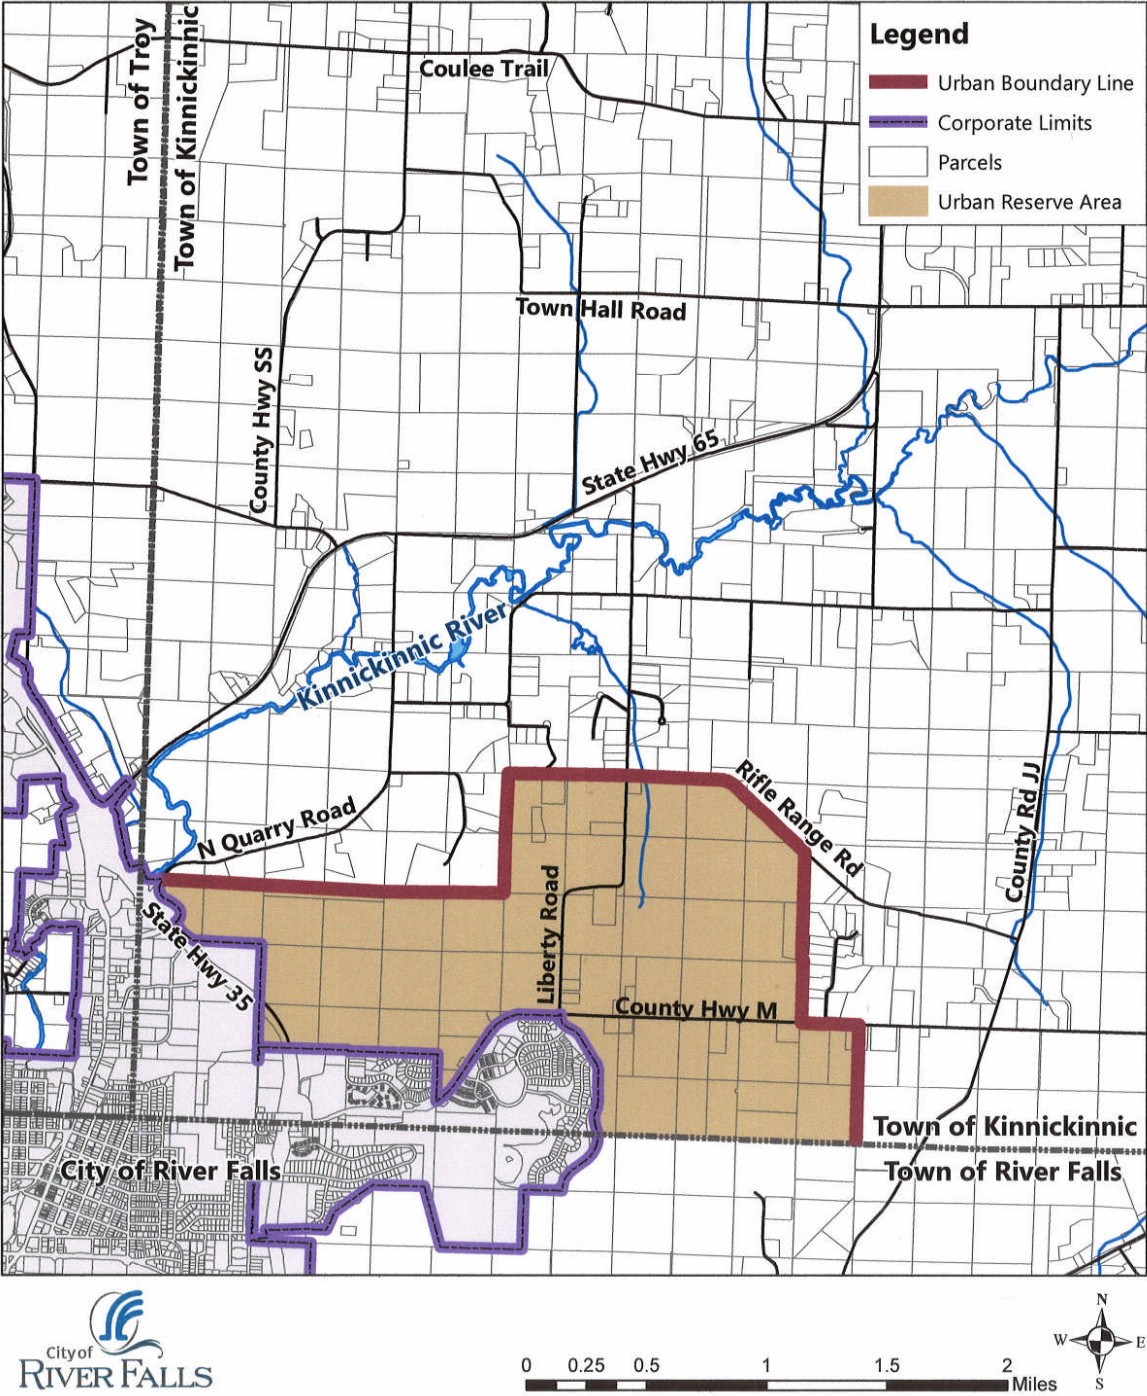 Legend
Urban Boundary Line
Corporate Limits
Parcels
Urban Reserve Area
Town of Troy
Town of Kinnickinnic
Coulee Trail
Town Hall Road
County Hwy SS
State Hwy 65
Kinnickinnic River
N Quarry Road
Rifle Range Rd
County Rd JJ
State Hwy 35
Liberty Road
County Hwy M
Town of Kinnickinnic
City of River Falls
Town of River Falls
City of
RIVER FALLS
0 0.25 0.5 1 1.5 2
Miles
N
W E
S